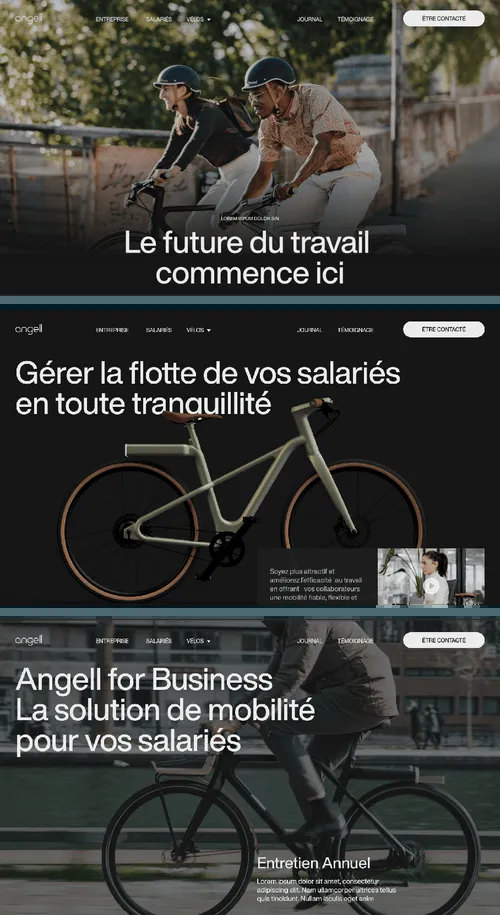 angell
ENTREPRISE SALARIÉS VÉLOS JOURNAL TÉMOIGNAGE ÊTRE CONTACTÉ
LOREM IPSUM DOLOR SIN
Le future du travail
commence ici
angell
ENTREPRISE SALARIÉS VÉLOS JOURNAL TÉMOIGNAGE ÊTRE CONTACTÉ
Gérer la flotte de vos salariés
en toute tranquillité
Soyez plus attractif et
améliorez l'efficacité au travail
en offrant vos collaborateurs
une mobilité fiable, flexible et
angell
ENTREPRISE SALARIÉS VÉLOS JOURNAL TÉMOIGNAGE ÊTRE CONTACTÉ
Angell for Business
La solution de mobilité
pour vos salariés
Entretien Annuel
Lorem ipsum dolor sit amet, consectetur
adipiscing elit. Nam ullamcorper ultrices tellus
quis tincidunt. Nullam iaculis eget enim